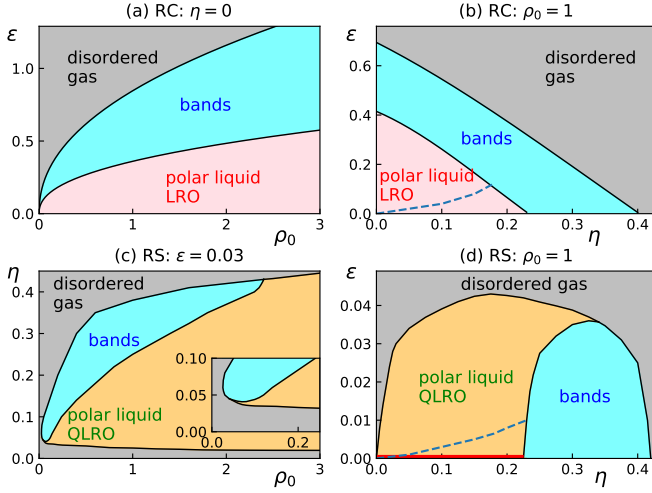 (a) RC: η = 0
ε
disordered
gas
bands
polar liquid
LRO
1.0
0.5
0.0
0
1
2
3
ρ0
(b) RC: ρ0 = 1
ε
disordered
gas
bands
polar liquid
LRO
0.6
0.4
0.2
0.0
0.0
0.1
0.2
0.3
0.4
η
(c) RS: ε = 0.03
η
disordered
gas
bands
polar liquid
QLRO
0.4
0.3
0.2
0.1
0.0
0
1
2
3
ρ0
0.10
0.05
0.00
0.0
0.2
(d) RS: ρ0 = 1
ε
disordered gas
polar liquid
QLRO
bands
0.04
0.03
0.02
0.01
0.00
0.0
0.1
0.2
0.3
0.4
η